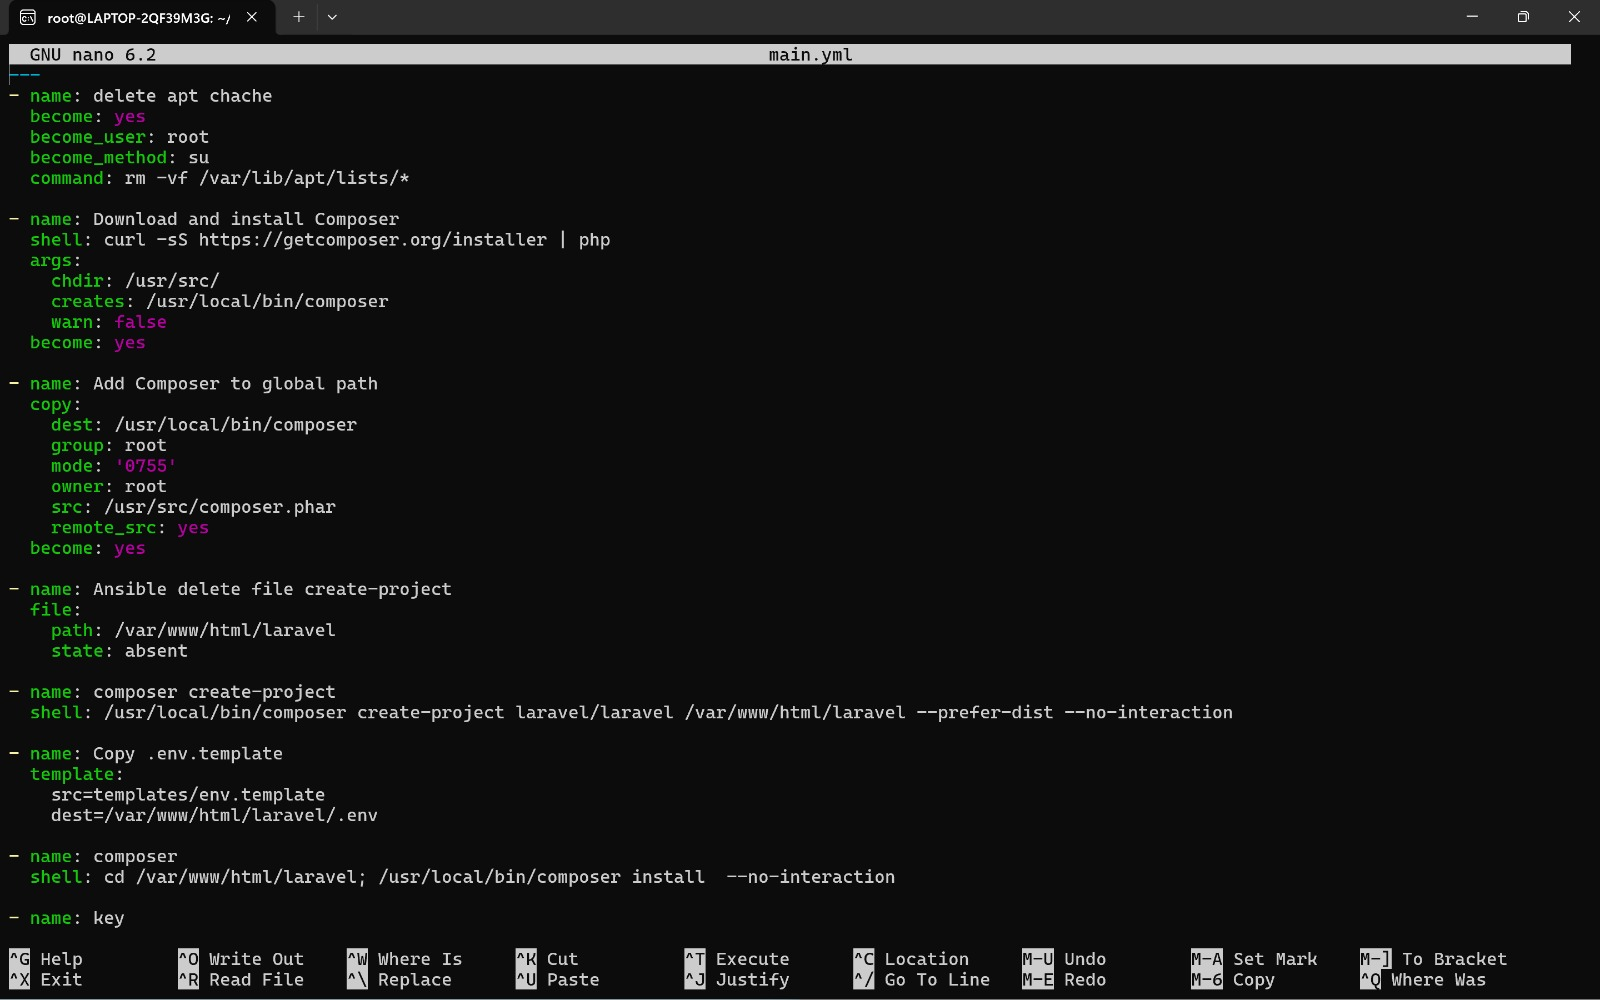 root@LAPTOP-2QF39M3G: ~/
GNU nano 6.2 main.yml
---
- name: delete apt chache
  become: yes
  become_user: root
  become_method: su
  command: rm -vf /var/lib/apt/lists/*

- name: Download and install Composer
  shell: curl -sS https://getcomposer.org/installer | php
  args:
    chdir: /usr/src/
    creates: /usr/local/bin/composer
    warn: false
  become: yes

- name: Add Composer to global path
  copy:
    dest: /usr/local/bin/composer
    group: root
    mode: '0755'
    owner: root
    src: /usr/src/composer.phar
    remote_src: yes
  become: yes

- name: Ansible delete file create-project
  file:
    path: /var/www/html/laravel
    state: absent

- name: composer create-project
  shell: /usr/local/bin/composer create-project laravel/laravel /var/www/html/laravel --prefer-dist --no-interaction

- name: Copy .env.template
  template:
    src=templates/env.template
    dest=/var/www/html/laravel/.env

- name: composer
  shell: cd /var/www/html/laravel; /usr/local/bin/composer install  --no-interaction

- name: key
^G Help ^O Write Out ^W Where Is ^K Cut ^T Execute ^C Location M-U Undo M-A Set Mark M-] To Bracket
^X Exit ^R Read File ^\ Replace ^U Paste ^J Justify ^/ Go To Line M-E Redo M-6 Copy ^Q Where Was